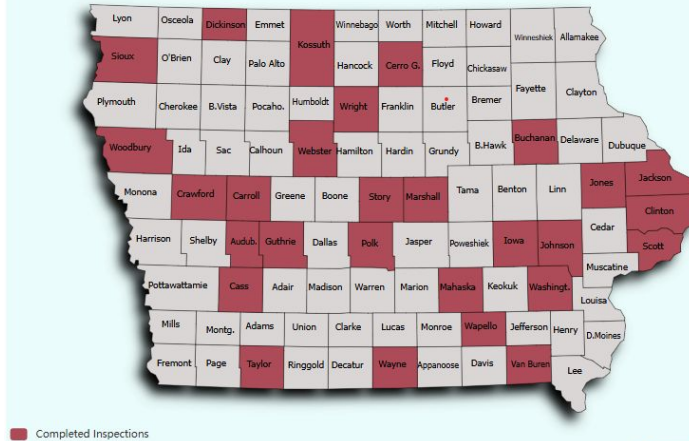 Lyon Osceola Dickinson Emmet Winnebago Worth Mitchell Howard Winneshiek Allamakee
Sioux O'Brien Clay Palo Alto Kossuth Hancock Cerro G. Floyd Chickasaw
Plymouth Cherokee B.Vista Pocaho. Humboldt Wright Franklin Butler Bremer Fayette Clayton
Woodbury Ida Sac Calhoun Webster Hamilton Hardin Grundy B.Hawk Buchanan Delaware Dubuque
Monona Crawford Carroll Greene Boone Story Marshall Tama Benton Linn Jones Jackson
Clinton
Harrison Shelby Audub. Guthrie Dallas Polk Jasper Poweshiek Iowa Johnson Cedar Scott
Muscatine
Pottawattamie Cass Adair Madison Warren Marion Mahaska Keokuk Washingt. Louisa
Mills Montg. Adams Union Clarke Lucas Monroe Wapello Jefferson Henry D.Moines
Fremont Page Taylor Ringgold Decatur Wayne Appanoose Davis Van Buren Lee
Completed Inspections